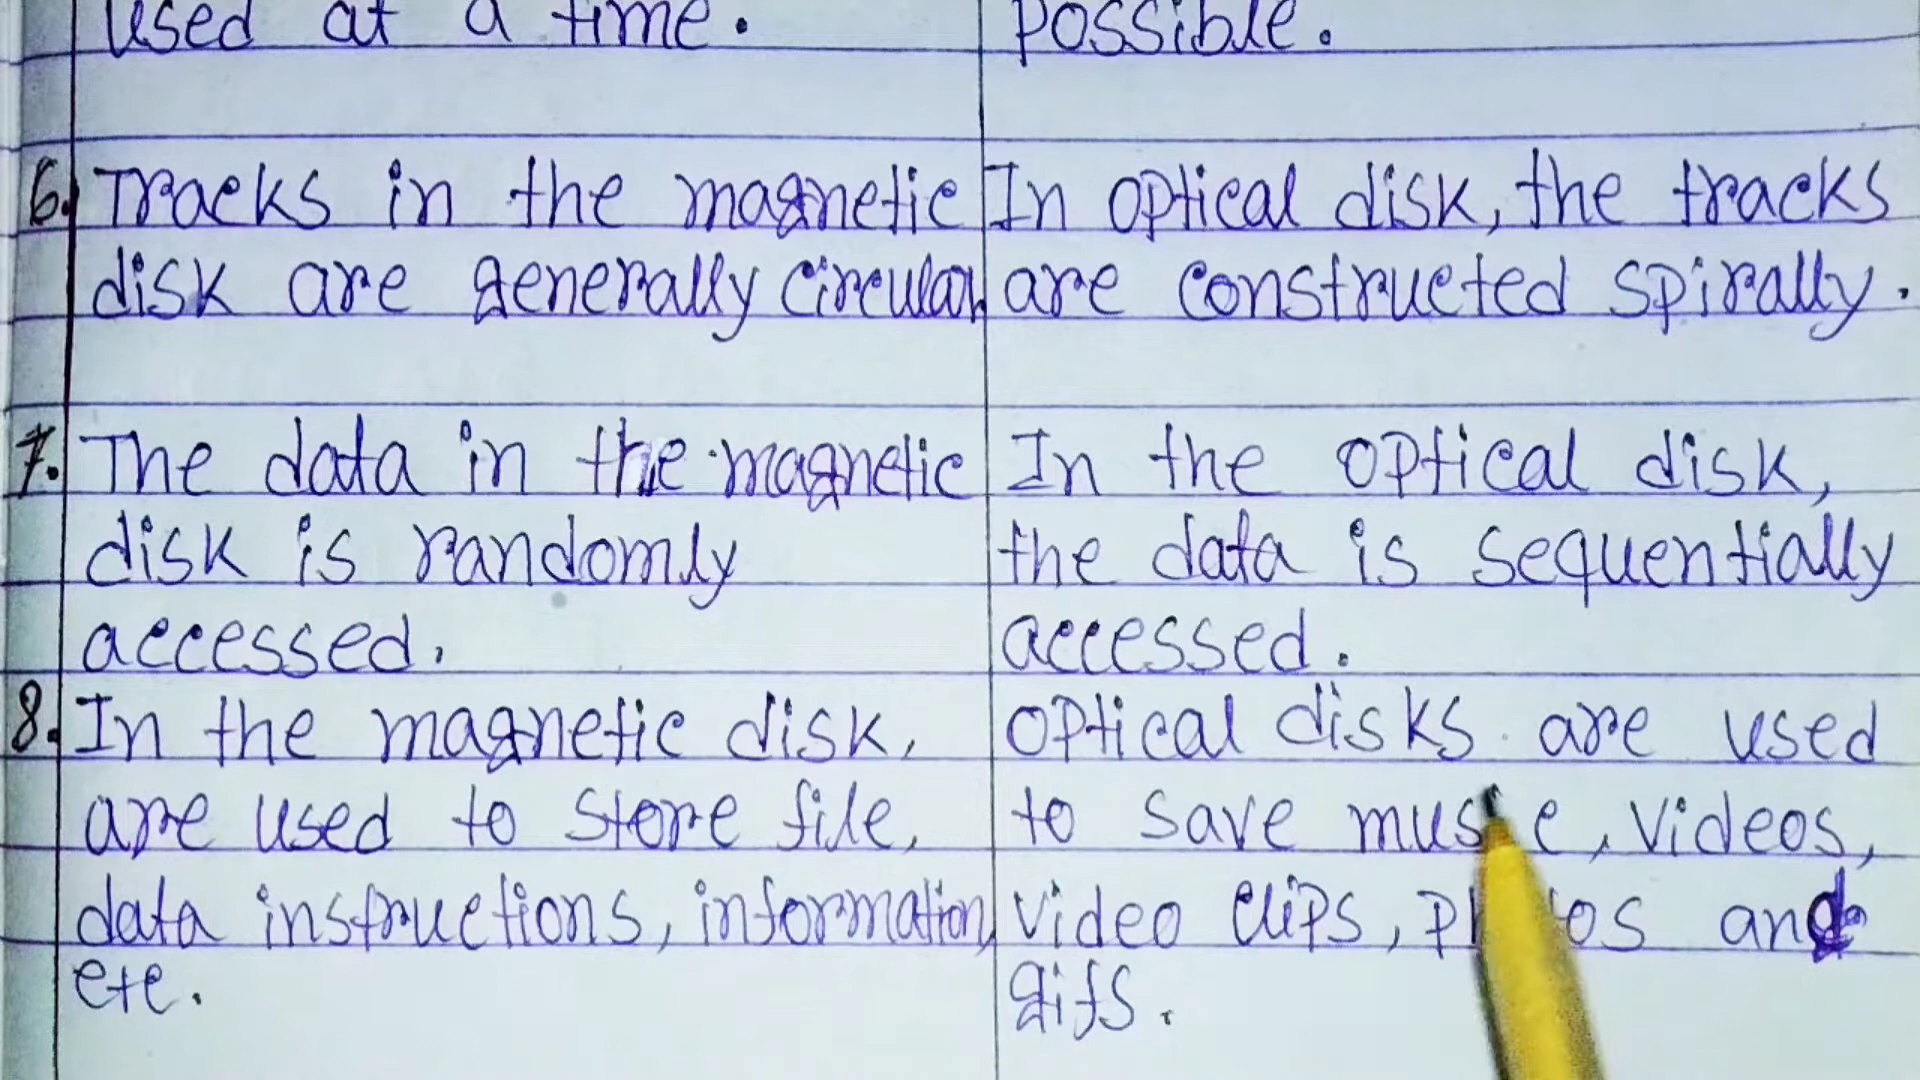 used at a time.
possible.
6. Tracks in the magnetic
disk are generally circular
In optical disk, the tracks
are constructed spirally.
7. The data in the magnetic
disk is randomly
accessed.
In the optical disk,
the data is sequentially
accessed.
8. In the magnetic disk,
are used to store file,
data instructions, information,
etc.
optical disks are used
to save music, videos,
video clips, photos and
gifs.